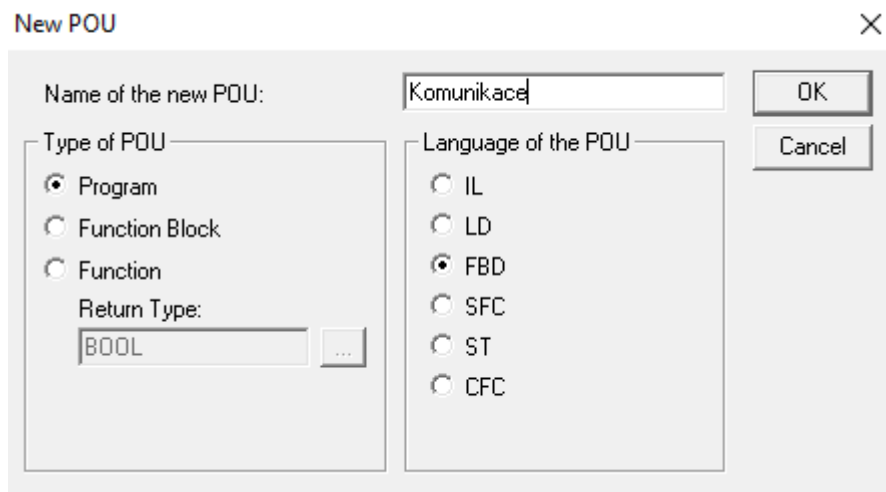 New POU
Name of the new POU: Komunikace OK
Cancel
Type of POU
Program
Function Block
Function
Return Type:
BOOL ...
Language of the POU
IL
LD
FBD
SFC
ST
CFC